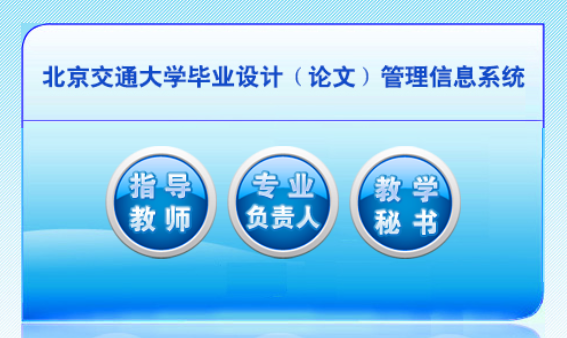 北京交通大学毕业设计（论文）管理信息系统
指导
教师
专业
负责人
教学
秘书